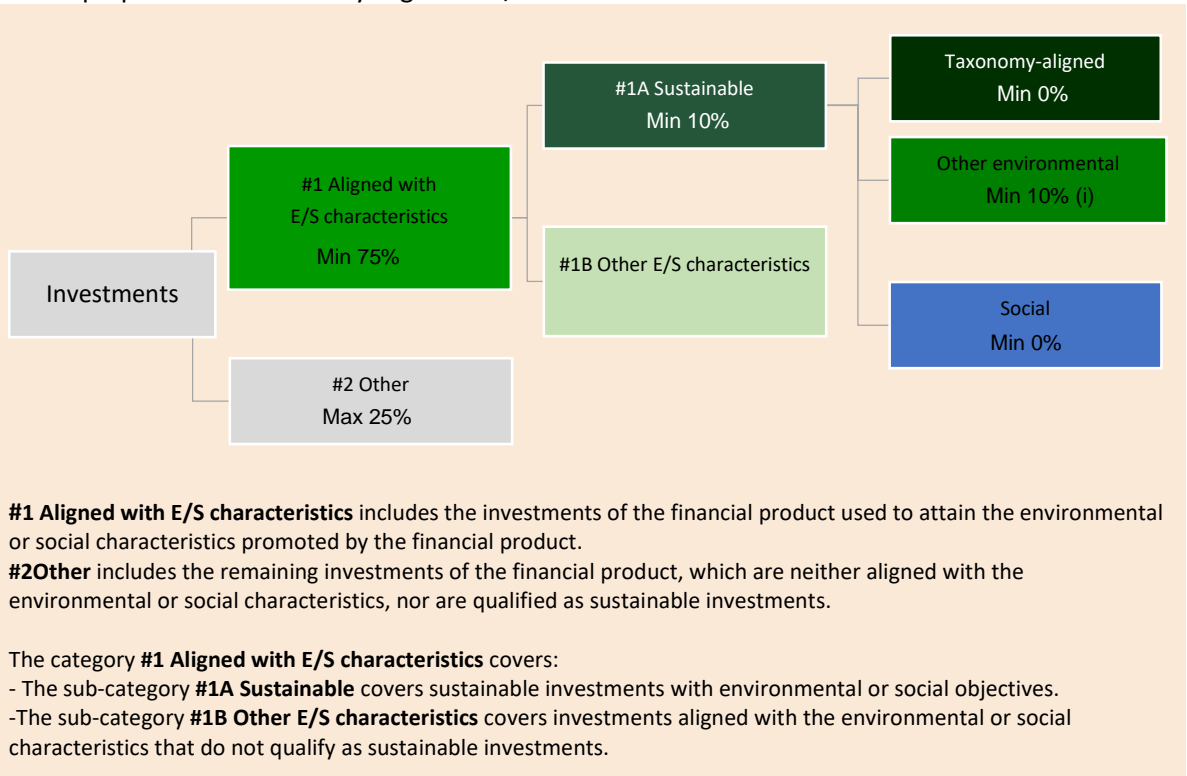 Taxonomy-aligned
Min 0%
#1A Sustainable
Min 10%
Other environmental
Min 10% (i)
#1 Aligned with
E/S characteristics
Min 75%
#1B Other E/S characteristics
Investments
Social
Min 0%
#2 Other
Max 25%
#1 Aligned with E/S characteristics includes the investments of the financial product used to attain the environmental
or social characteristics promoted by the financial product.
#2Other includes the remaining investments of the financial product, which are neither aligned with the
environmental or social characteristics, nor are qualified as sustainable investments.
The category #1 Aligned with E/S characteristics covers:
- The sub-category #1A Sustainable covers sustainable investments with environmental or social objectives.
-The sub-category #1B Other E/S characteristics covers investments aligned with the environmental or social
characteristics that do not qualify as sustainable investments.